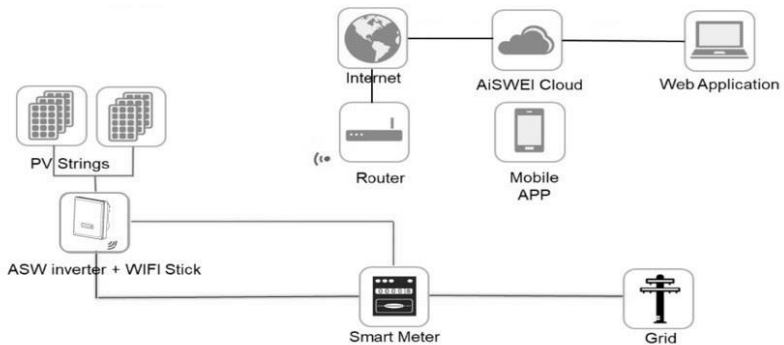 Internet
AiSWEI Cloud
Web Application
PV Strings
Router
Mobile
APP
ASW inverter + WIFI Stick
Smart Meter
Grid